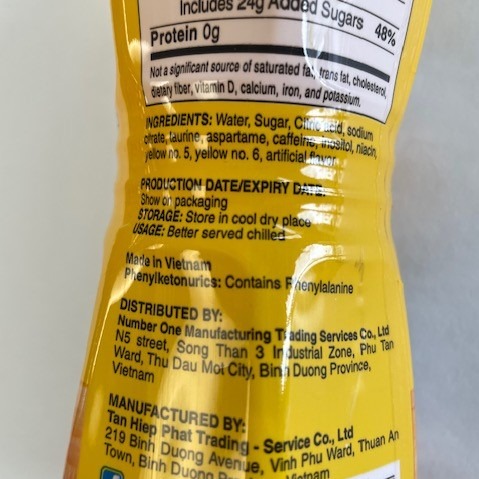 Includes 24g Added Sugars 48%
Protein 0g
Not a significant source of saturated fat, trans fat, cholesterol,
dietary fiber, vitamin D, calcium, iron, and potassium.
INGREDIENTS: Water, Sugar, Citric acid, sodium
citrate, taurine, aspartame, caffeine, inositol, niacin,
yellow no. 5, yellow no. 6, artificial flavor
PRODUCTION DATE/EXPIRY DATE:
Show on packaging
STORAGE: Store in cool dry place
USAGE: Better served chilled
Made in Vietnam
Phenylketonurics: Contains Phenylalanine
DISTRIBUTED BY:
Number One Manufacturing Trading Services Co., Ltd
N5 street, Song Than 3 Industrial Zone, Phu Tan
Ward, Thu Dau Mot City, Binh Duong Province,
Vietnam
MANUFACTURED BY:
Tan Hiep Phat Trading - Service Co., Ltd
219 Binh Duong Avenue, Vinh Phu Ward, Thuan An
Town, Binh Duong Vietnam